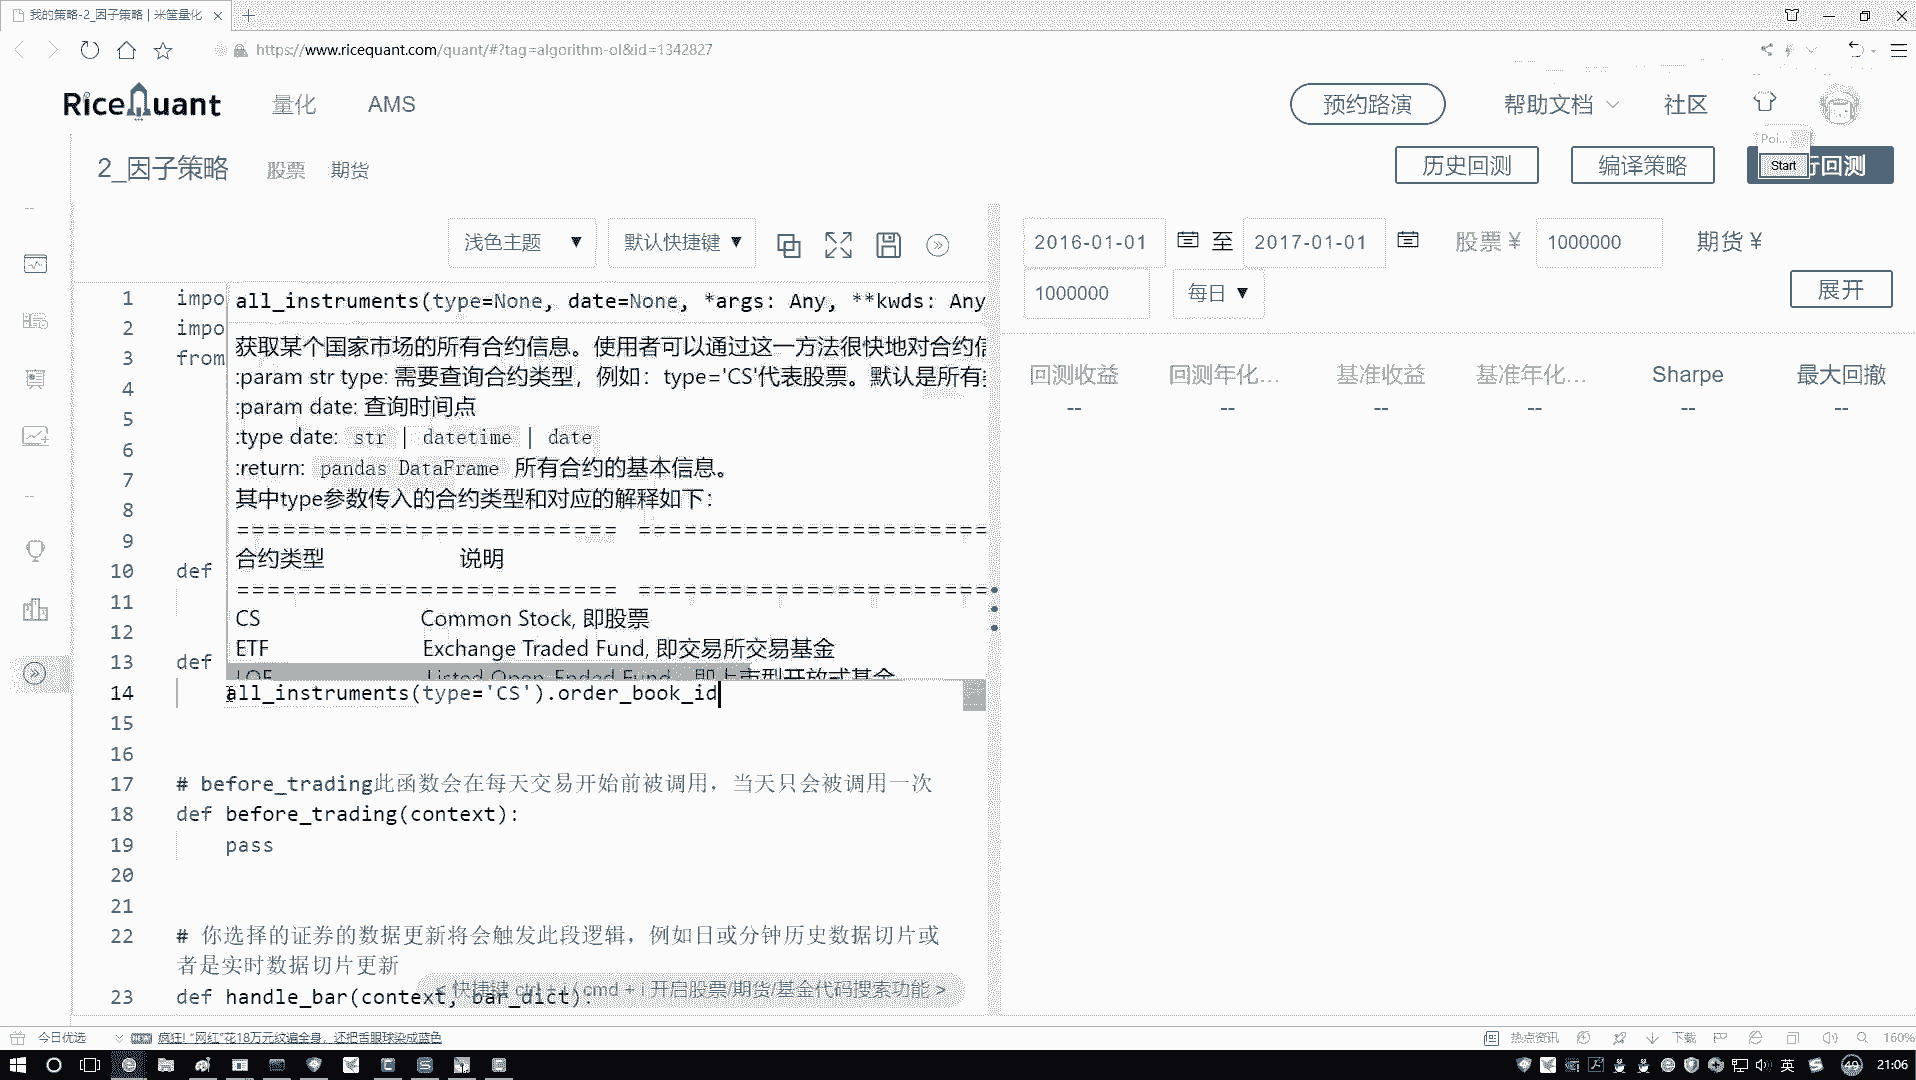 我的策略-2_因子策略 | 米筐量化
https://www.ricequant.com/quant/#?tag=algorithm-ol&id=1342827
RiceQuant 量化 AMS 预约路演 帮助文档 社区
Poi...
2_因子策略 股票 期货 历史回测 编译策略 Start 行回测
浅色主题 ▼ 默认快捷键 ▼ 2016-01-01 至 2017-01-01 股票 ¥ 1000000 期货 ¥
1000000 每日 ▼ 展开
1 impo all_instruments(type=None, date=None, *args: Any, **kwds: Any
2 impo
3 from 获取某个国家市场的所有合约信息。使用者可以通过这一方法很快地对合约信
4 :param str type: 需要查询合约类型，例如：type='CS'代表股票。默认是所有
5 :param date: 查询时间点
6 :type date: str | datetime | date
7 :return: pandas DataFrame 所有合约的基本信息。
8 其中type参数传入的合约类型和对应的解释如下：
9 ========================= =======================
合约类型 说明
10 def ========================= =======================
11 CS Common Stock, 即股票
12 ETF Exchange Traded Fund, 即交易所交易基金
13 def LOF Listed Open-Ended Fund, 即上市型开放式基金
14 all_instruments(type='CS').order_book_id
15
16
17 # before_trading此函数会在每天交易开始前被调用，当天只会被调用一次
18 def before_trading(context):
19 pass
20
21
22 # 你选择的证券的数据更新将会触发此段逻辑，例如日或分钟历史数据切片或
者是实时数据切片更新
23 def handle_bar(context, bar_dict):
< 快捷键 ctrl + i / cmd + i 开启股票/期货/基金代码搜索功能 >
回测收益 回测年化... 基准收益 基准年化... Sharpe 最大回撤
-- -- -- -- -- --
今日优选 疯狂! “网红”花18万元纹遍全身，还把舌眼球染成蓝色 热点资讯 下载 160%
英 49 21:06